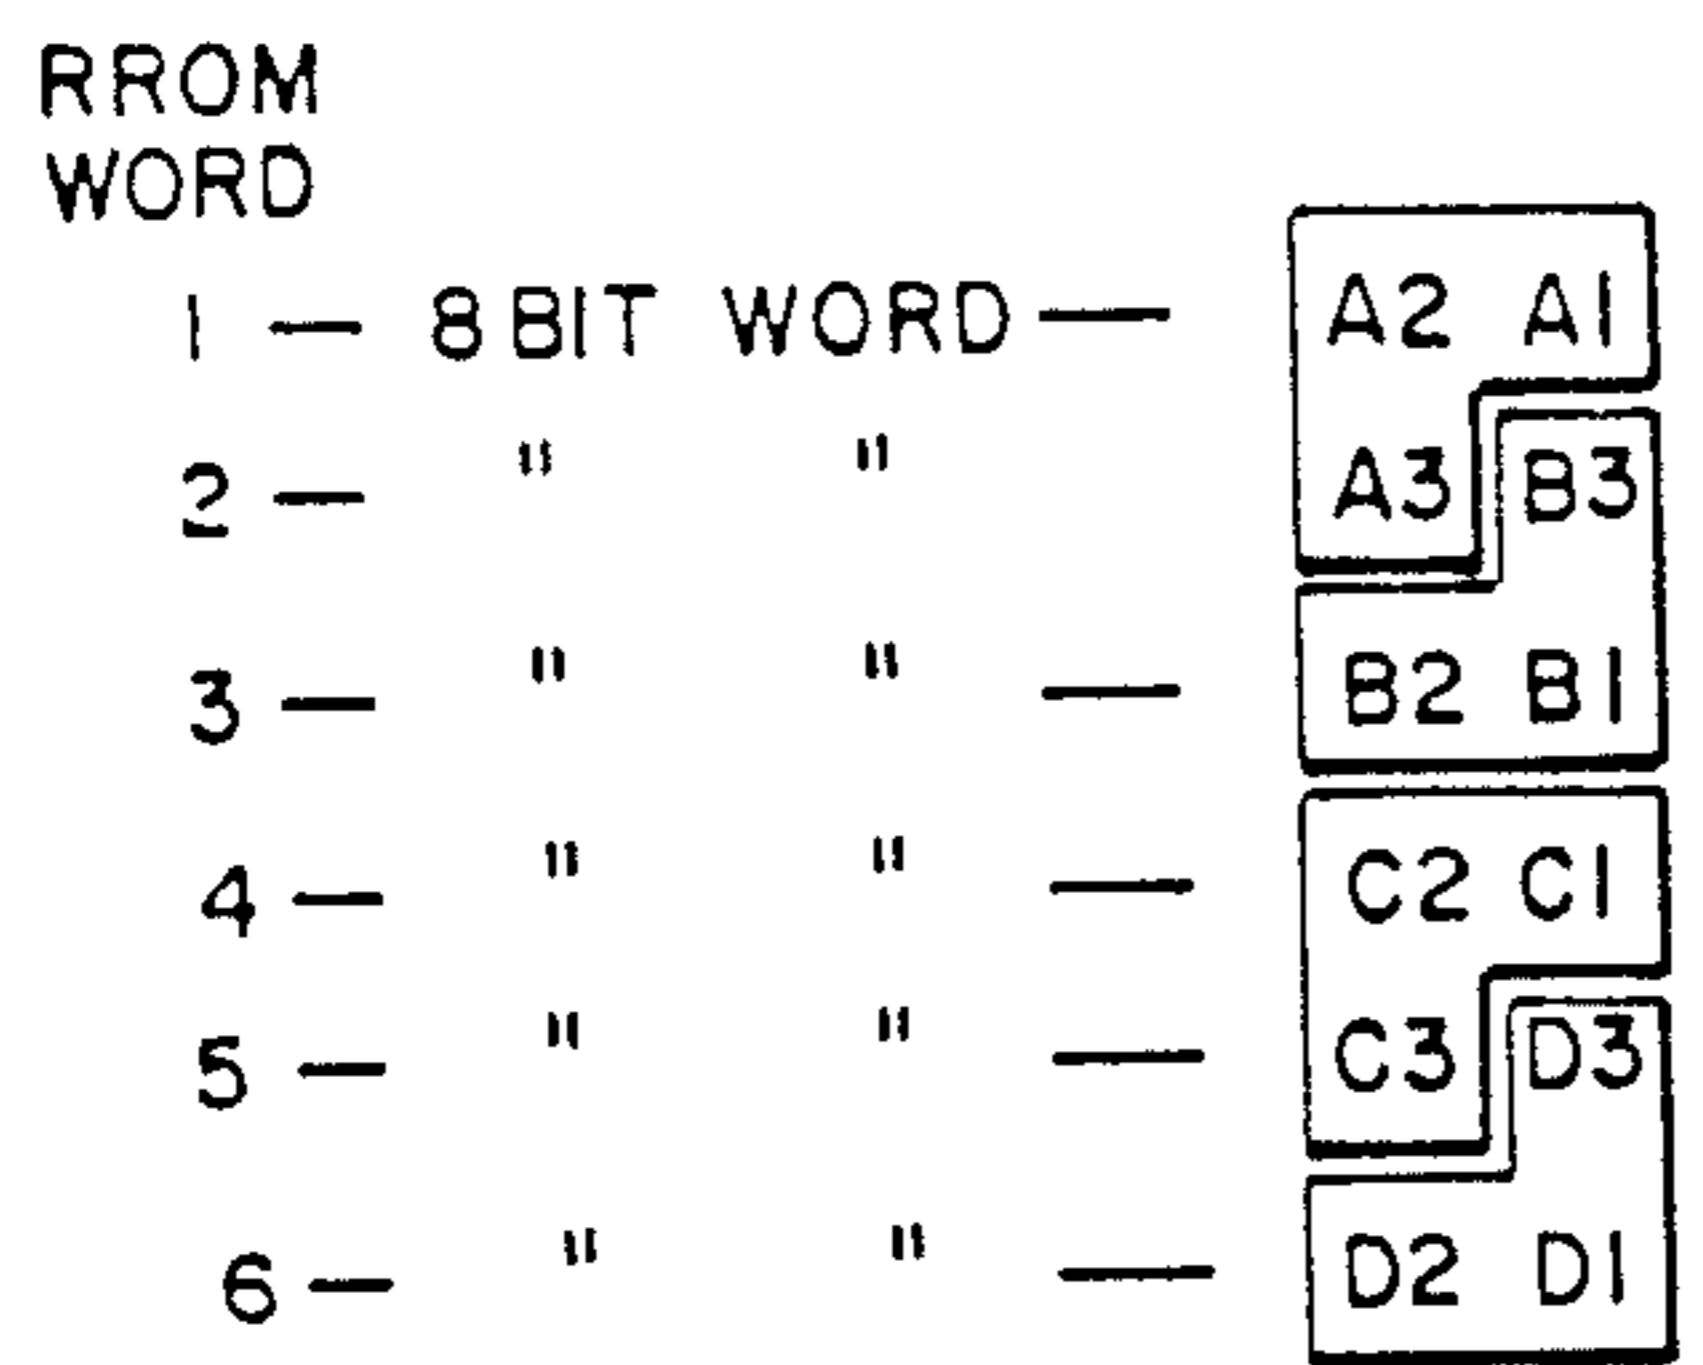 RROM
WORD
1 — 8 BIT WORD — A2 A1
2 — " " A3 B3
3 — " " — B2 B1
4 — " " — C2 C1
5 — " " — C3 D3
6 — " " — D2 D1